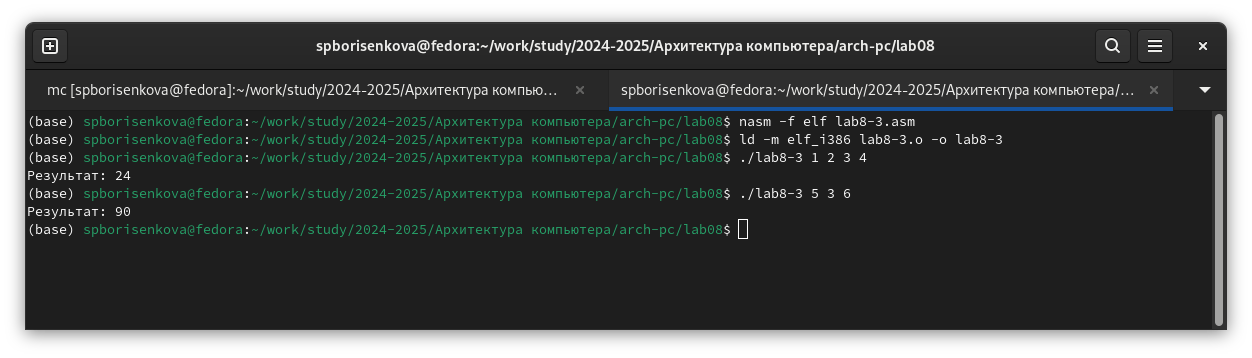 spborisenkova@fedora:~/work/study/2024-2025/Архитектура компьютера/arch-pc/lab08
mc [spborisenkova@fedora]:~/work/study/2024-2025/Архитектура компью…
spborisenkova@fedora:~/work/study/2024-2025/Архитектура компьютера/…
(base) spborisenkova@fedora:~/work/study/2024-2025/Архитектура компьютера/arch-pc/lab08$ nasm -f elf lab8-3.asm
(base) spborisenkova@fedora:~/work/study/2024-2025/Архитектура компьютера/arch-pc/lab08$ ld -m elf_i386 lab8-3.o -o lab8-3
(base) spborisenkova@fedora:~/work/study/2024-2025/Архитектура компьютера/arch-pc/lab08$ ./lab8-3 1 2 3 4
Результат: 24
(base) spborisenkova@fedora:~/work/study/2024-2025/Архитектура компьютера/arch-pc/lab08$ ./lab8-3 5 3 6
Результат: 90
(base) spborisenkova@fedora:~/work/study/2024-2025/Архитектура компьютера/arch-pc/lab08$